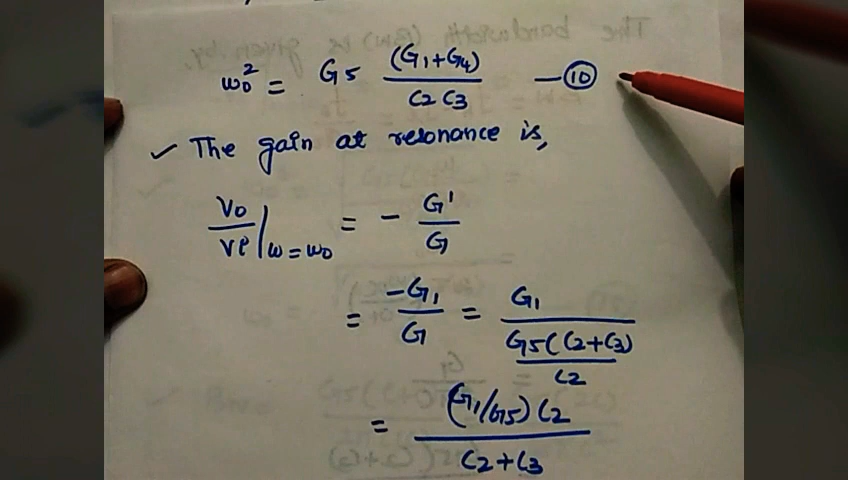 ω₀² = G5 (G₁+G₄) / C2 C3 — ⑩
✓ The gain at resonance is,
Vo / Vi |ω = ω₀ = - G' / G
= -G₁ / G = G₁ / (G5(C2+C3) / C2)
= (G₁/G5) C2 / C2+C3